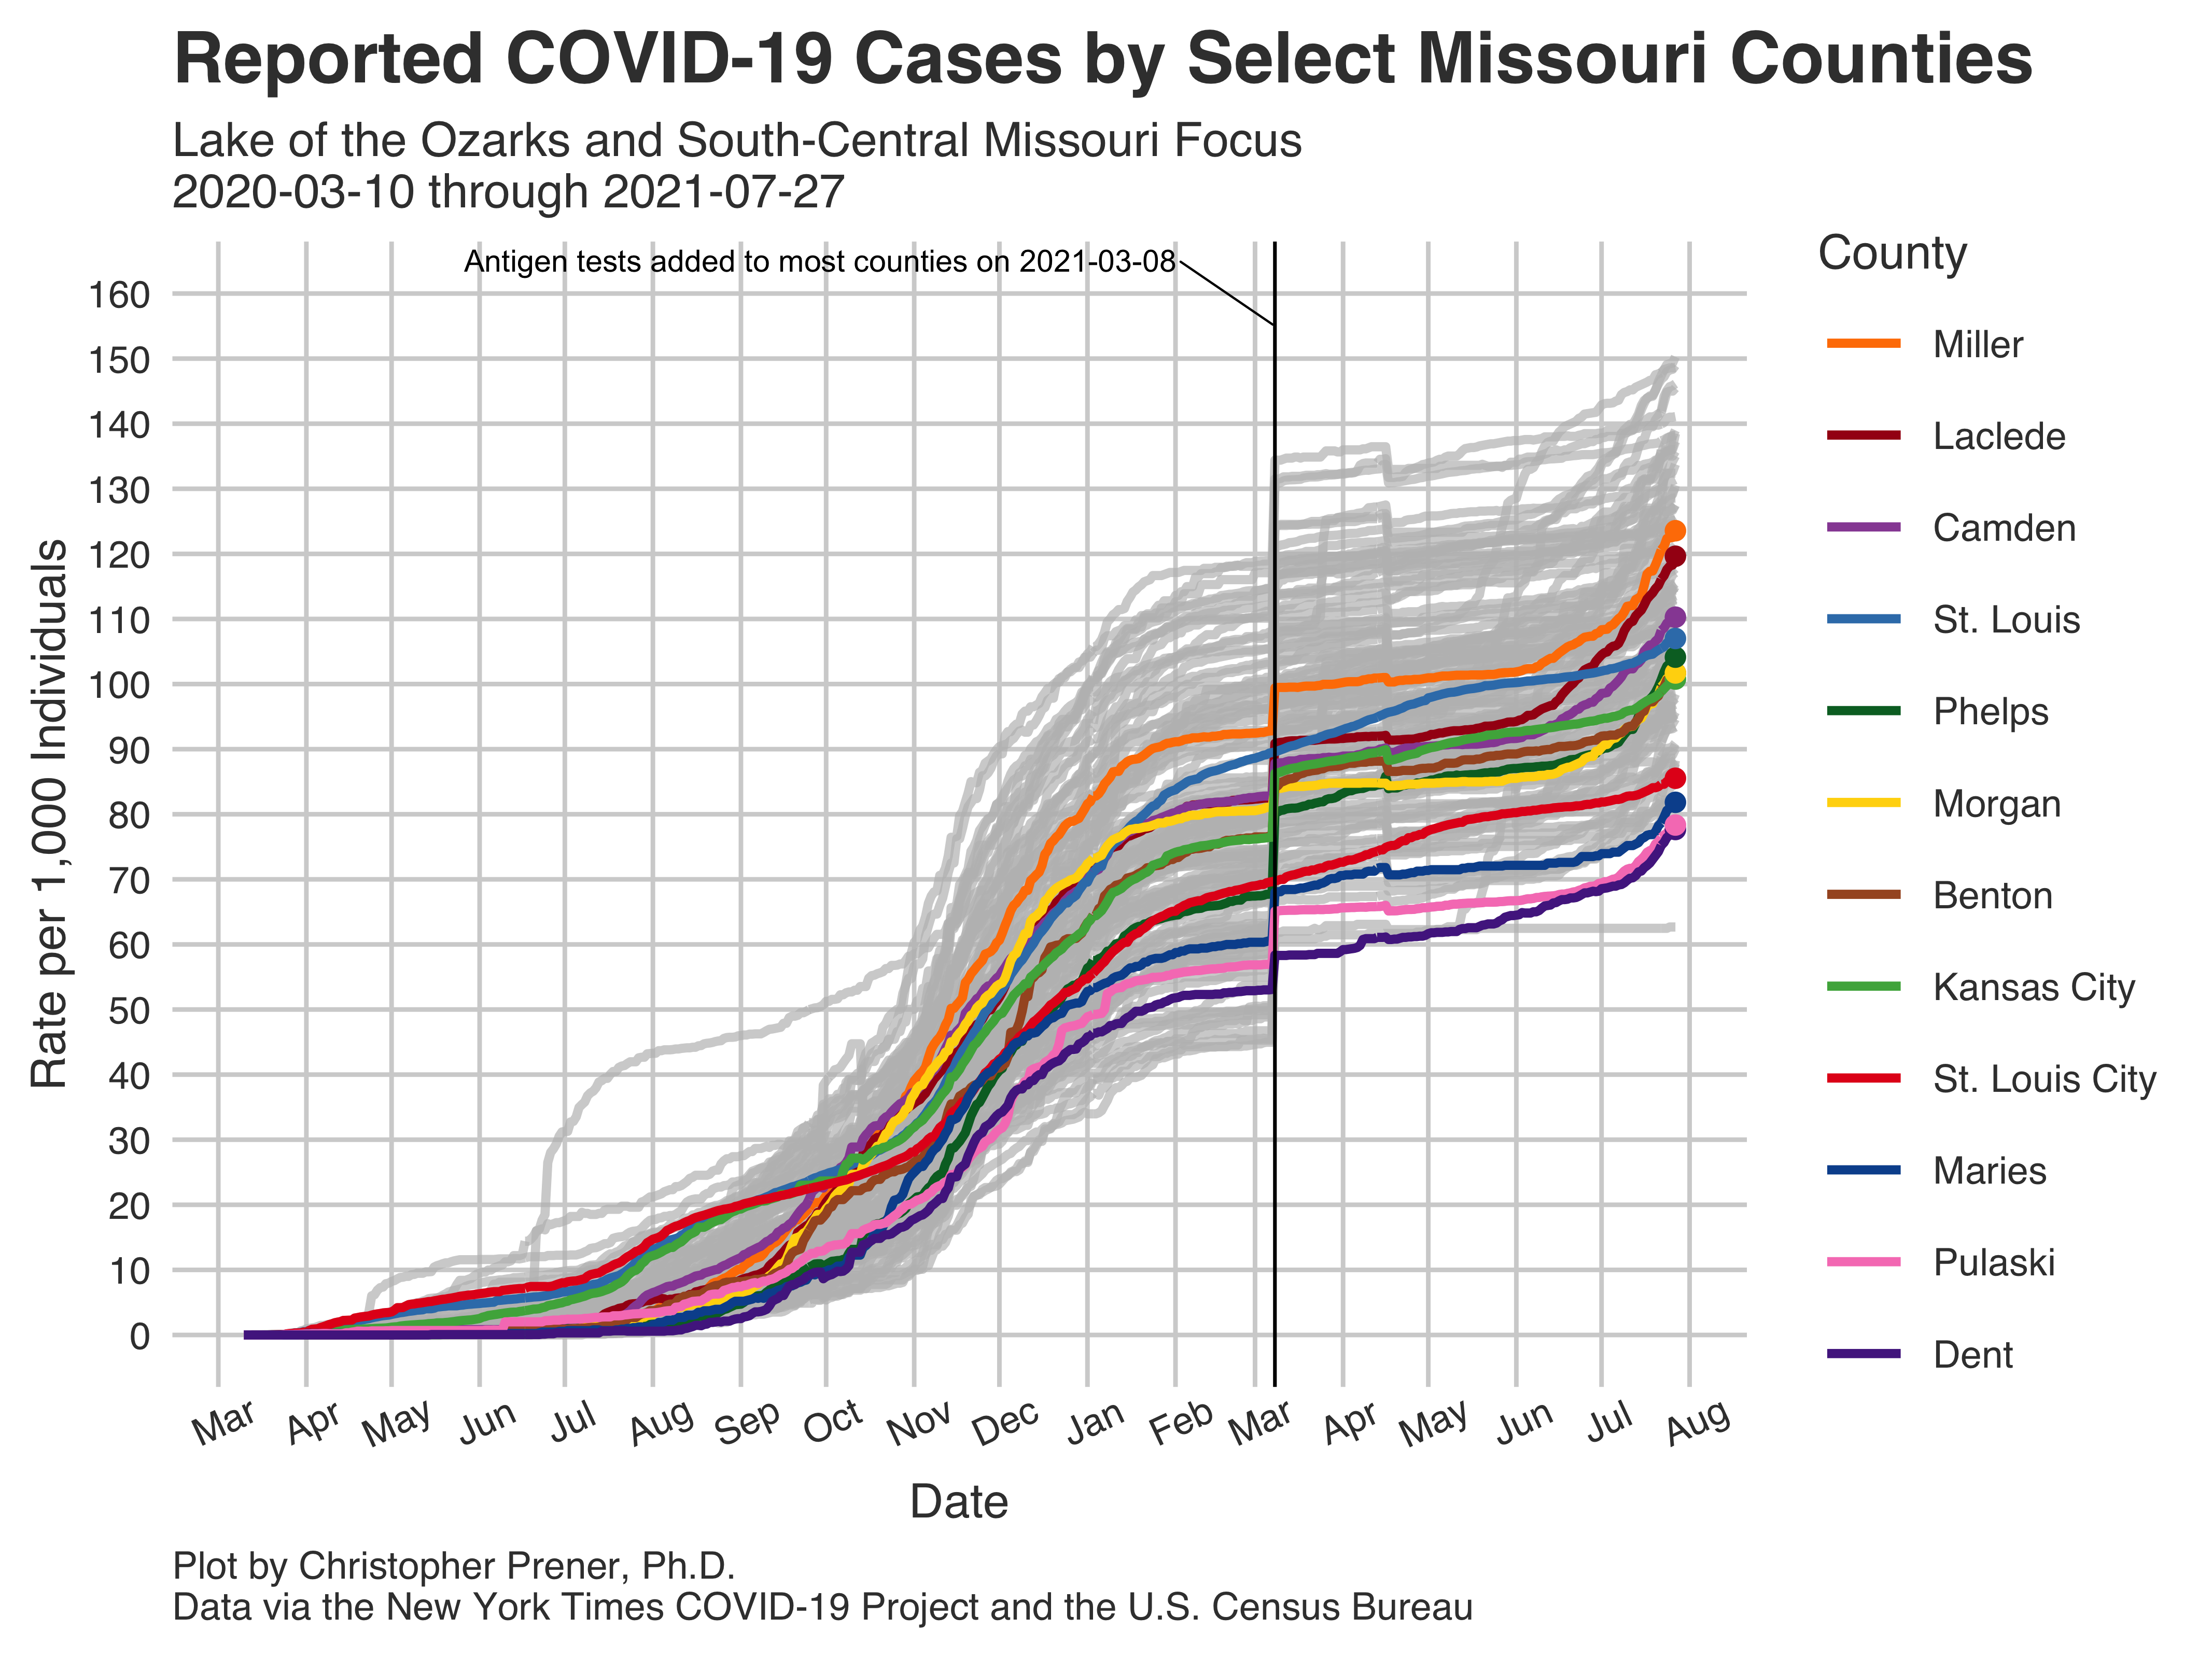 Reported COVID-19 Cases by Select Missouri Counties
Lake of the Ozarks and South-Central Missouri Focus
2020-03-10 through 2021-07-27
Antigen tests added to most counties on 2021-03-08
Rate per 1,000 Individuals
160
150
140
130
120
110
100
90
80
70
60
50
40
30
20
10
0
Mar Apr May Jun Jul Aug Sep Oct Nov Dec Jan Feb Mar Apr May Jun Jul Aug
Date
County
Miller
Laclede
Camden
St. Louis
Phelps
Morgan
Benton
Kansas City
St. Louis City
Maries
Pulaski
Dent
Plot by Christopher Prener, Ph.D.
Data via the New York Times COVID-19 Project and the U.S. Census Bureau